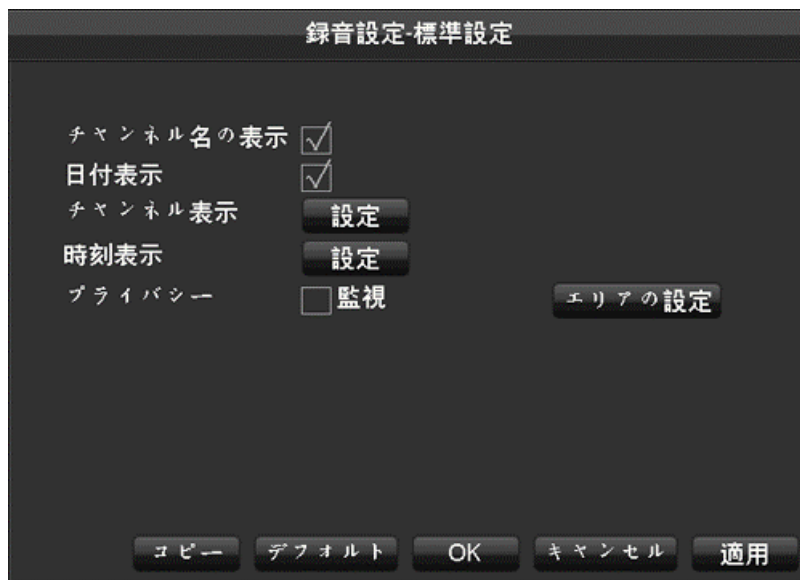 録音設定-標準設定
チャンネル名の表示
日付表示
チャンネル表示 設定
時刻表示 設定
プライバシー 監視 エリアの設定
コピー デフォルト OK キャンセル 適用